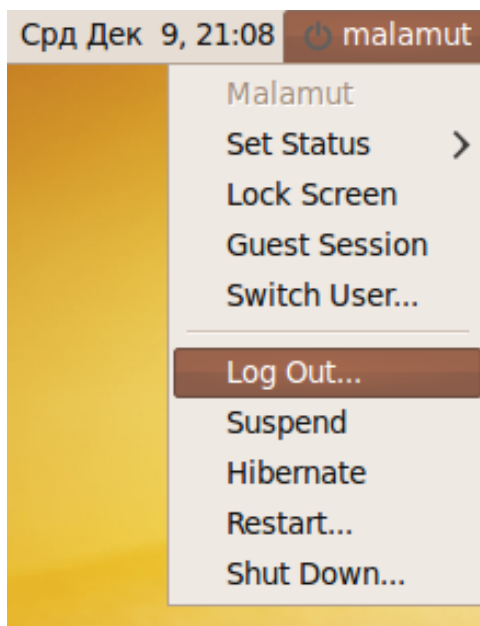 Срд Дек 9, 21:08 malamut
Malamut
Set Status
Lock Screen
Guest Session
Switch User...
Log Out...
Suspend
Hibernate
Restart...
Shut Down...